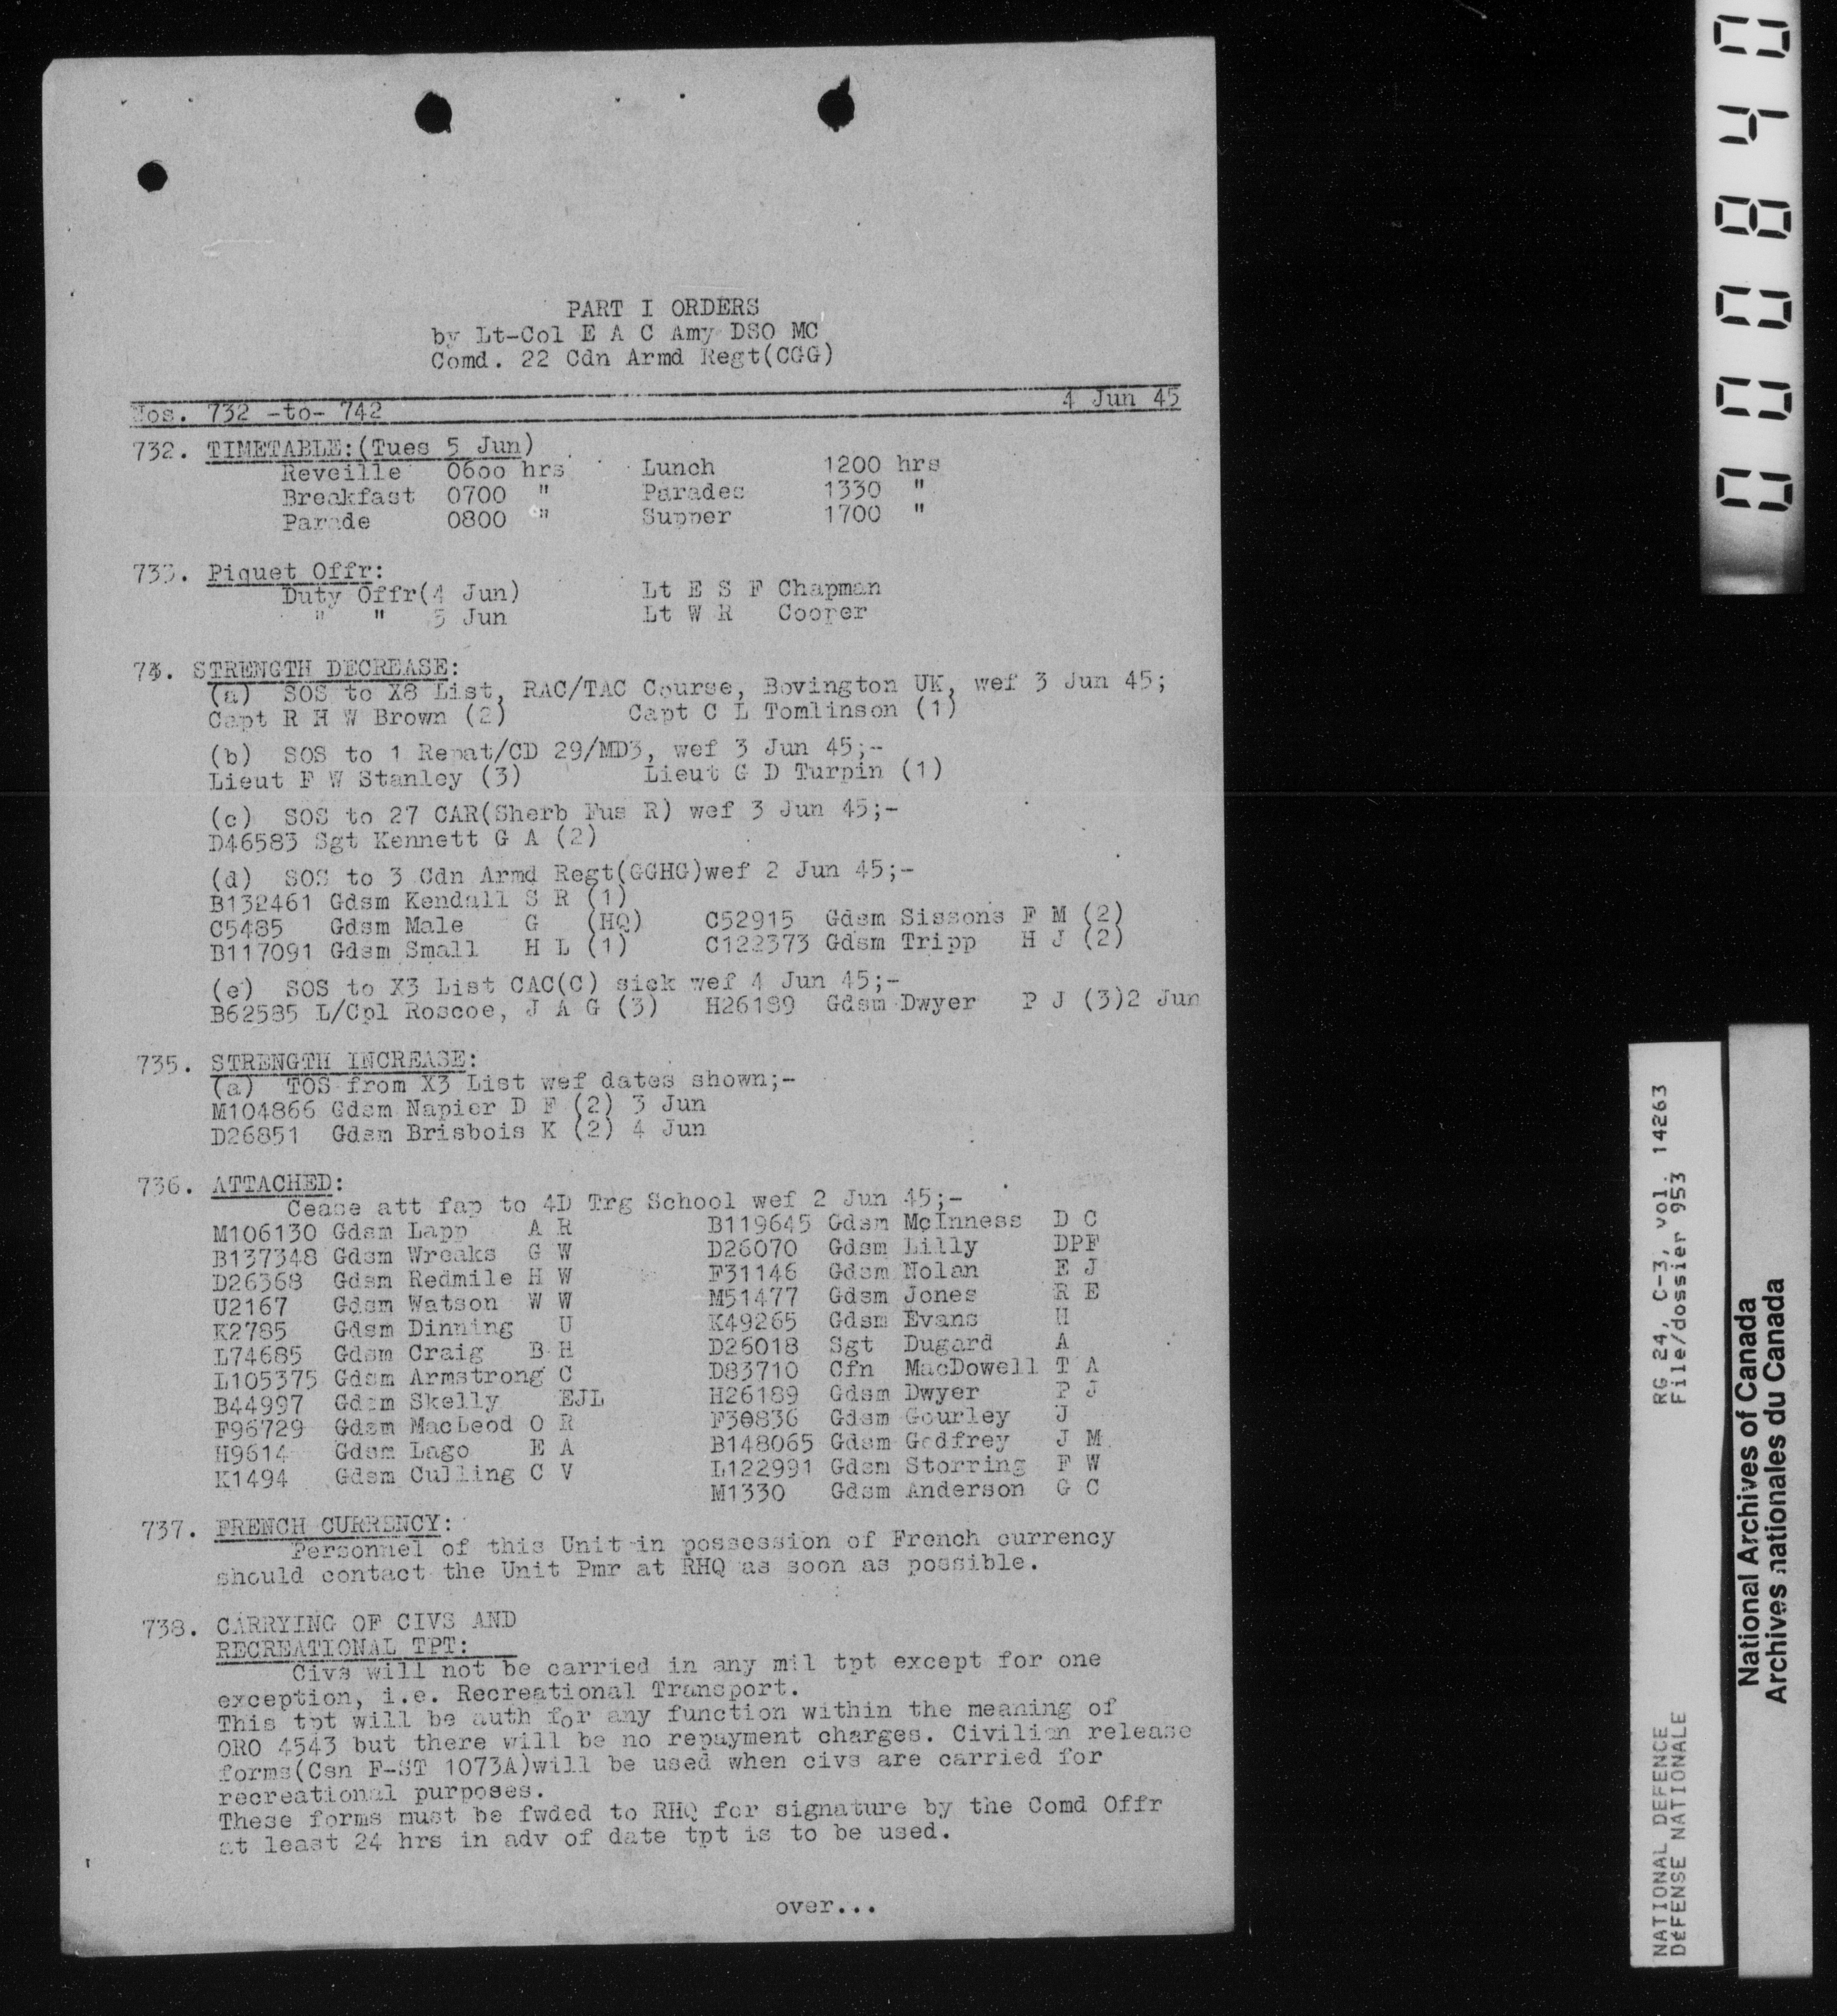 PART I ORDERS
by Lt-Col E A C Amy DSO MC
Comd. 22 Cdn Armd Regt(CGG)
Nos. 732 -to- 742 4 Jun 45
732. TIMETABLE:(Tues 5 Jun)
Reveille 06oo hrs Lunch 1200 hrs
Breakfast 0700 " Parades 1330 "
Parade 0800 " Supper 1700 "
733. Piquet Offr:
Duty Offr(4 Jun) Lt E S F Chapman
" " 5 Jun Lt W R Cooper
74. STRENGTH DECREASE:
(a) SOS to X8 List, RAC/TAC Course, Bovington UK, wef 3 Jun 45;
Capt R H W Brown (2) Capt C L Tomlinson (1)
(b) SOS to 1 Repat/CD 29/MD3, wef 3 Jun 45;-
Lieut F W Stanley (3) Lieut G D Turpin (1)
(c) SOS to 27 CAR(Sherb Fus R) wef 3 Jun 45;-
D46583 Sgt Kennett G A (2)
(d) SOS to 3 Cdn Armd Regt(GGHG)wef 2 Jun 45;-
B132461 Gdsm Kendall S R (1)
C5485 Gdsm Male G (HQ) C52915 Gdsm Sissons F M (2)
B117091 Gdsm Small H L (1) C122373 Gdsm Tripp H J (2)
(e) SOS to X3 List CAC(C) sick wef 4 Jun 45;-
B62585 L/Cpl Roscoe, J A G (3) H26189 Gdsm Dwyer P J (3)2 Jun
735. STRENGTH INCREASE:
(a) TOS from X3 List wef dates shown;-
M104866 Gdsm Napier D F (2) 3 Jun
D26851 Gdsm Brisbois K (2) 4 Jun
736. ATTACHED:
Cease att fap to 4D Trg School wef 2 Jun 45;-
M106130 Gdsm Lapp A R B119645 Gdsm McInness D C
B137348 Gdsm Wreaks G W D26070 Gdsm Lilly DPF
D26368 Gdsm Redmile H W F31146 Gdsm Nolan E J
U2167 Gdsm Watson W W M51477 Gdsm Jones R E
K2785 Gdsm Dinning U K49265 Gdsm Evans H
L74685 Gdsm Craig B H D26018 Sgt Dugard A
L105375 Gdsm Armstrong C D83710 Cfn MacDowell T A
B44997 Gdsm Skelly EJL H26189 Gdsm Dwyer P J
F96729 Gdsm MacLeod O R F30836 Gdsm Gourley J
H9614 Gdsm Lago E A B148065 Gdsm Godfrey J M
K1494 Gdsm Culling C V L122991 Gdsm Storring F W
M1330 Gdsm Anderson G C
737. FRENCH CURRENCY:
Personnel of this Unit in possession of French currency
should contact the Unit Pmr at RHQ as soon as possible.
738. CARRYING OF CIVS AND
RECREATIONAL TPT:
Civs will not be carried in any mil tpt except for one
exception, i.e. Recreational Transport.
This tpt will be auth for any function within the meaning of
ORO 4543 but there will be no repayment charges. Civilian release
forms(Csn F-ST 1073A)will be used when civs are carried for
recreational purposes.
These forms must be fwded to RHQ for signature by the Comd Offr
at least 24 hrs in adv of date tpt is to be used.
over...
000840
NATIONAL DEFENCE RG 24, C-3, vol. 14263
DÉFENSE NATIONALE File/dossier 953
National Archives of Canada
Archives nationales du Canada